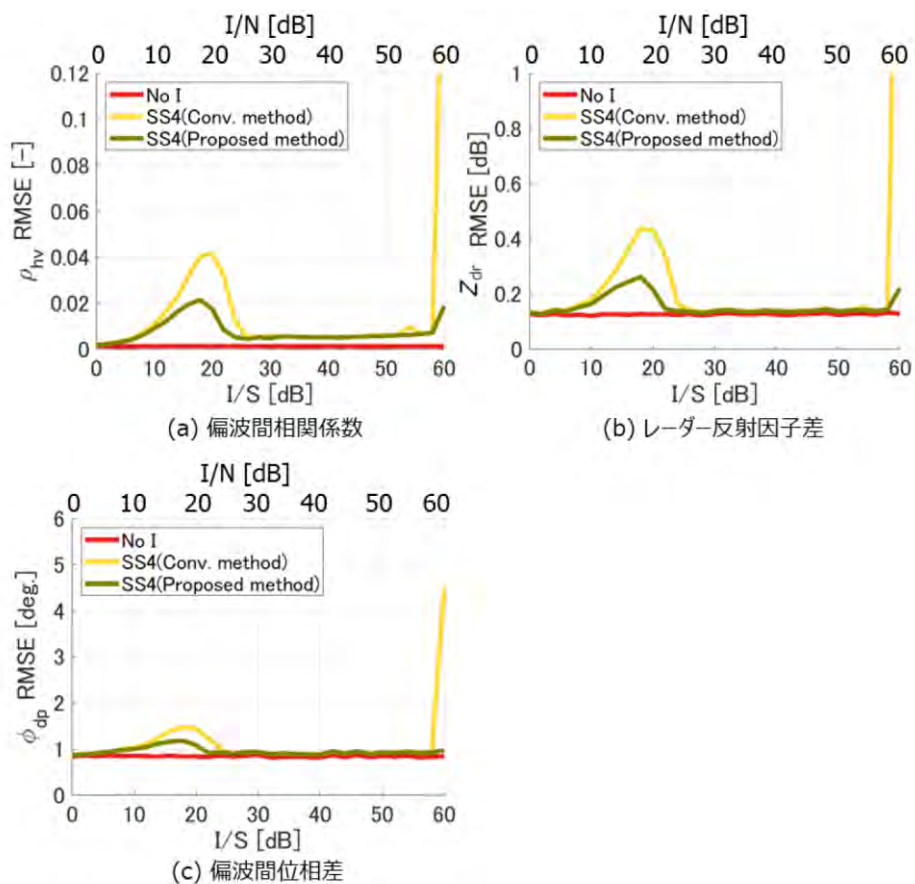 I/N [dB]
0 10 20 30 40 50 60
0.12
0.1
0.08
0.06
0.04
0.02
0
ρhv RMSE [-]
No I
SS4(Conv. method)
SS4(Proposed method)
0 10 20 30 40 50 60
I/S [dB]
(a) 偏波間相関係数
I/N [dB]
0 10 20 30 40 50 60
1
0.8
0.6
0.4
0.2
0
Zdr RMSE [dB]
No I
SS4(Conv. method)
SS4(Proposed method)
0 10 20 30 40 50 60
I/S [dB]
(b) レーダー反射因子差
I/N [dB]
0 10 20 30 40 50 60
6
5
4
3
2
1
0
ϕdp RMSE [deg.]
No I
SS4(Conv. method)
SS4(Proposed method)
0 10 20 30 40 50 60
I/S [dB]
(c) 偏波間位相差